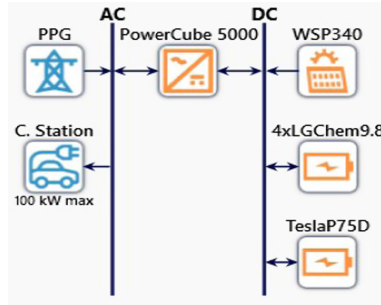 AC DC
PPG PowerCube 5000 WSP340
C. Station 4xLGChem9.8
100 kW max
TeslaP75D